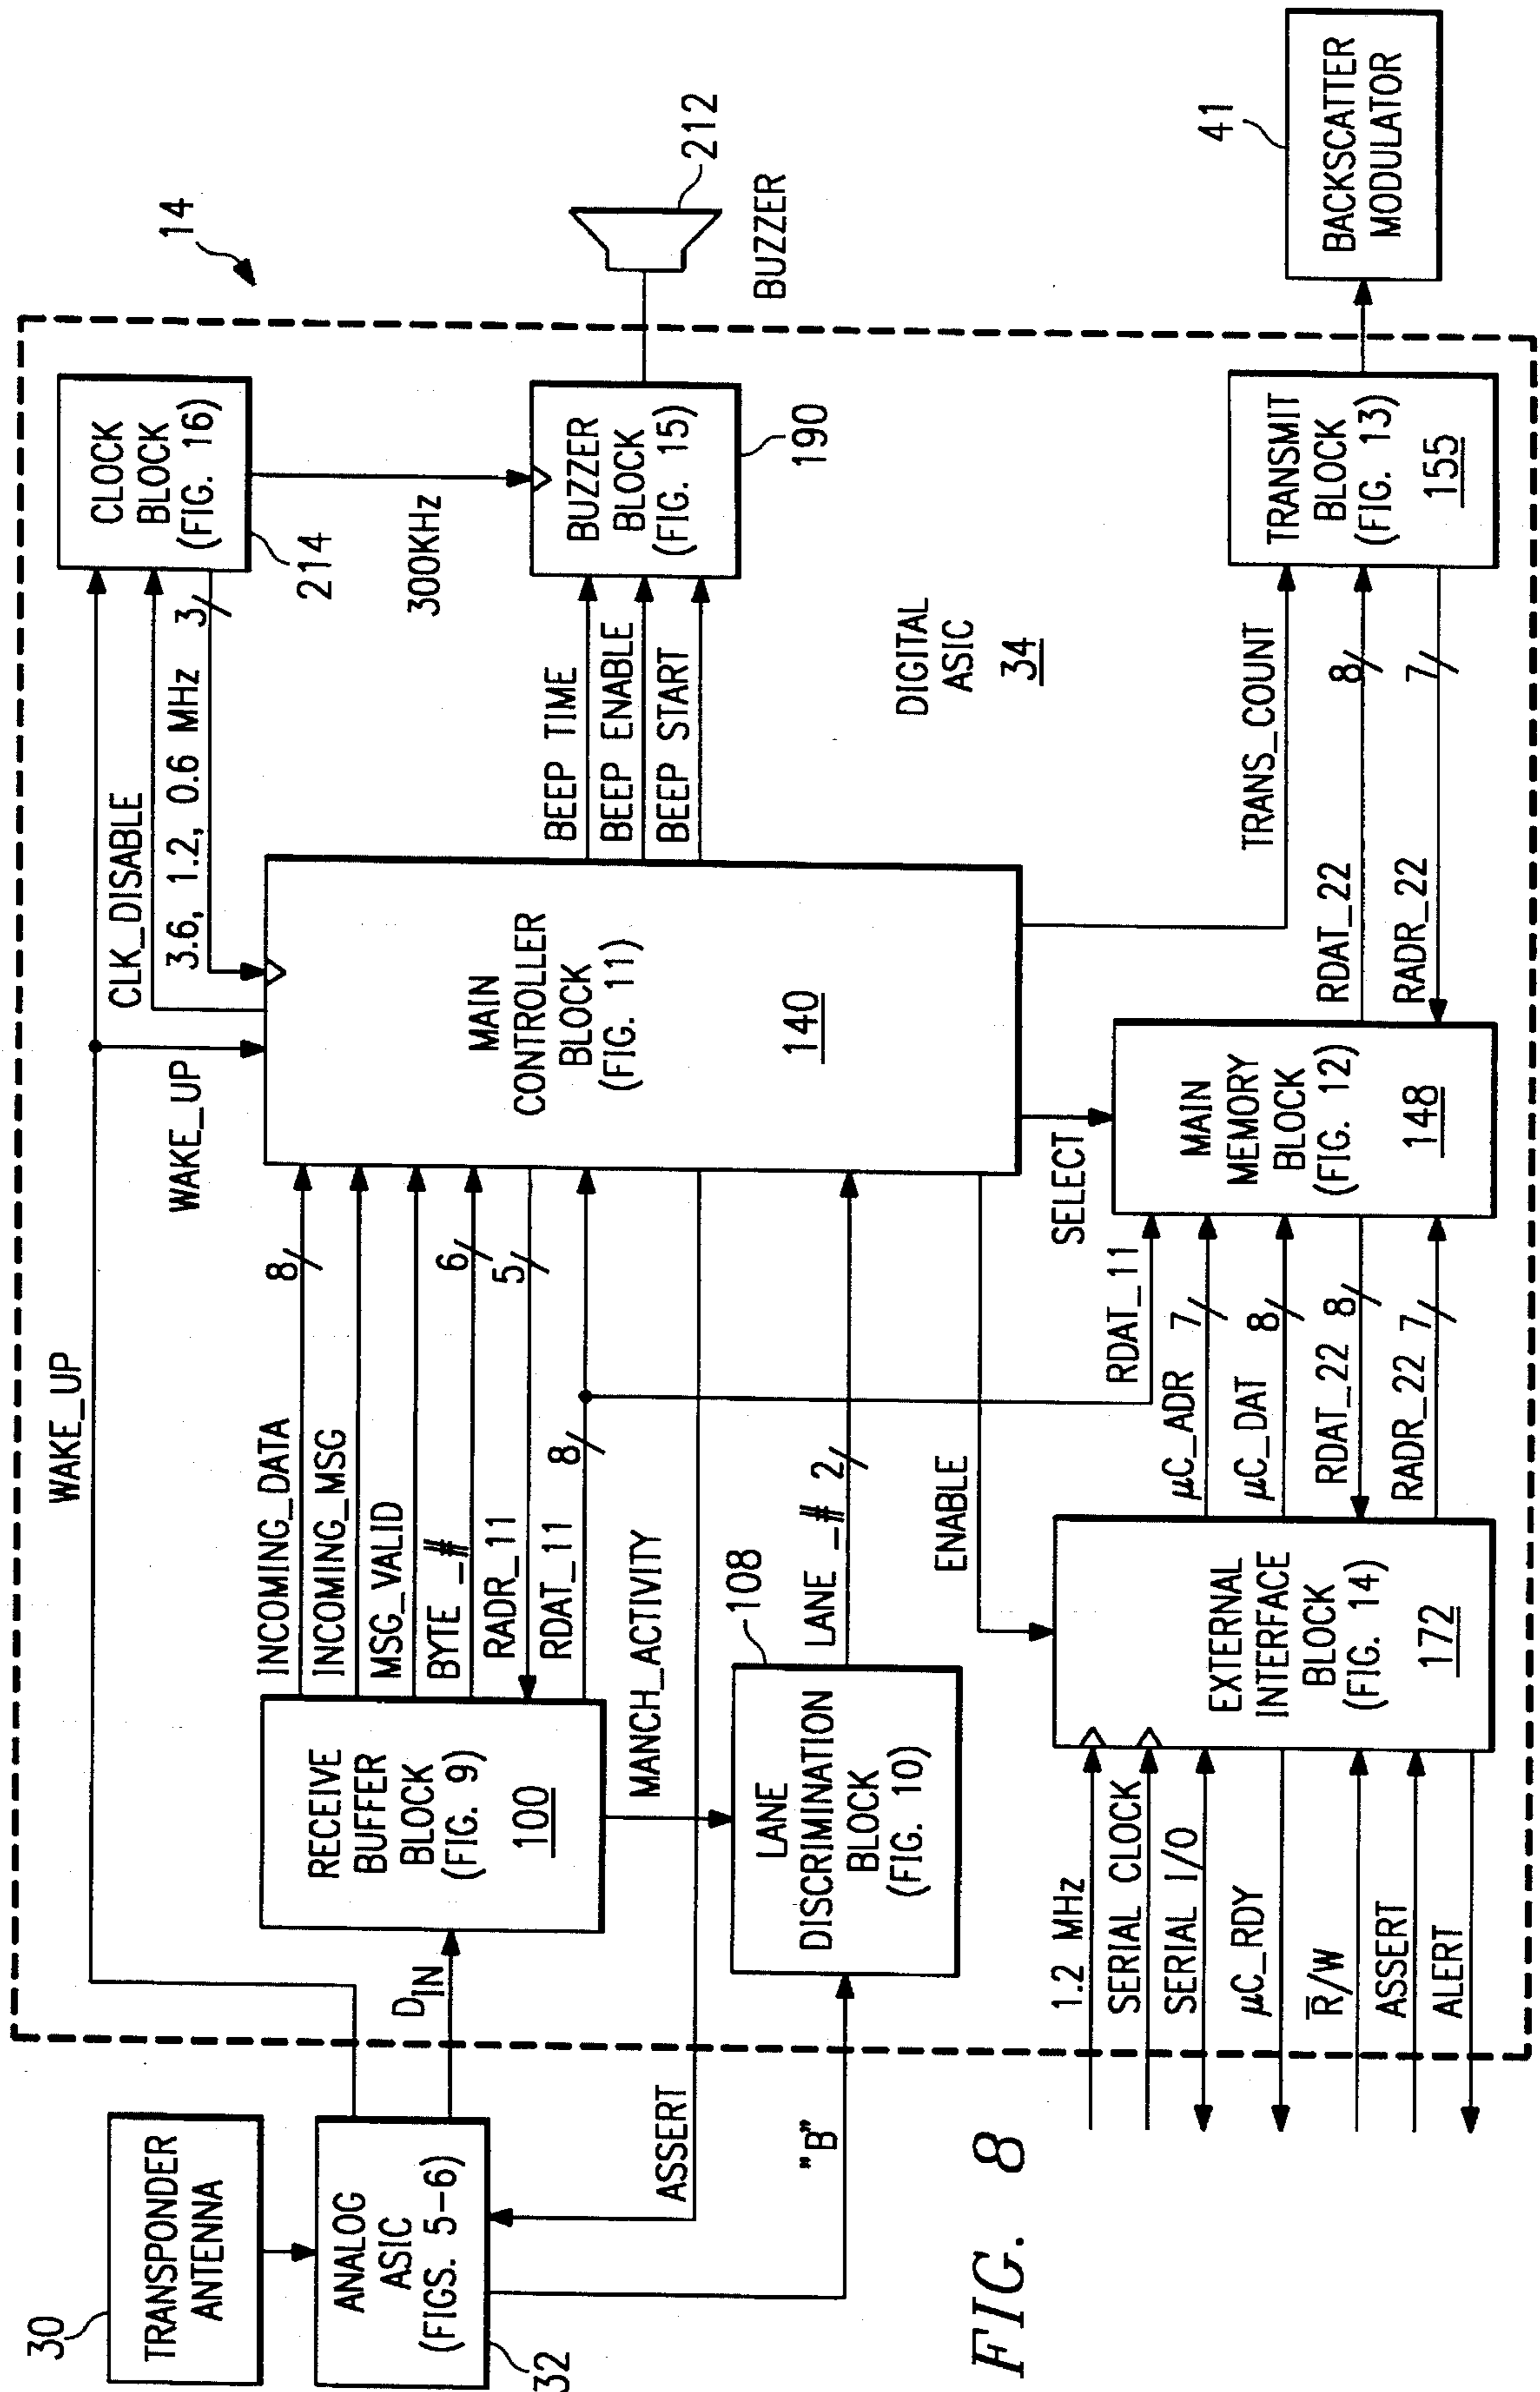 30
TRANSPONDER
ANTENNA
ANALOG
ASIC
(FIGS. 5-6)
32
WAKE_UP
D_IN
ASSERT
"B"
RECEIVE
BUFFER
BLOCK
(FIG. 9)
100
INCOMING_DATA
8
INCOMING_MSG
MSG_VALID
BYTE_#
6
RADR_11
5
RDAT_11
8
MANCH_ACTIVITY
108
LANE
DISCRIMINATION
BLOCK
(FIG. 10)
LANE_#
2
ENABLE
WAKE_UP
CLK_DISABLE
3.6, 1.2, 0.6 MHz
3
MAIN
CONTROLLER
BLOCK
(FIG. 11)
140
CLOCK
BLOCK
(FIG. 16)
214
300KHz
BEEP TIME
BEEP ENABLE
BEEP START
BUZZER
BLOCK
(FIG. 15)
190
14
212
BUZZER
DIGITAL
ASIC
34
1.2 MHz
SERIAL CLOCK
SERIAL I/O
μC_RDY
R̅/W
ASSERT
ALERT
EXTERNAL
INTERFACE
BLOCK
(FIG. 14)
172
RDAT_11
μC_ADR
7
μC_DAT
8
RDAT_22
8
RADR_22
7
SELECT
MAIN
MEMORY
BLOCK
(FIG. 12)
148
TRANS_COUNT
RDAT_22
8
RADR_22
7
TRANSMIT
BLOCK
(FIG. 13)
155
41
BACKSCATTER
MODULATOR
FIG. 8